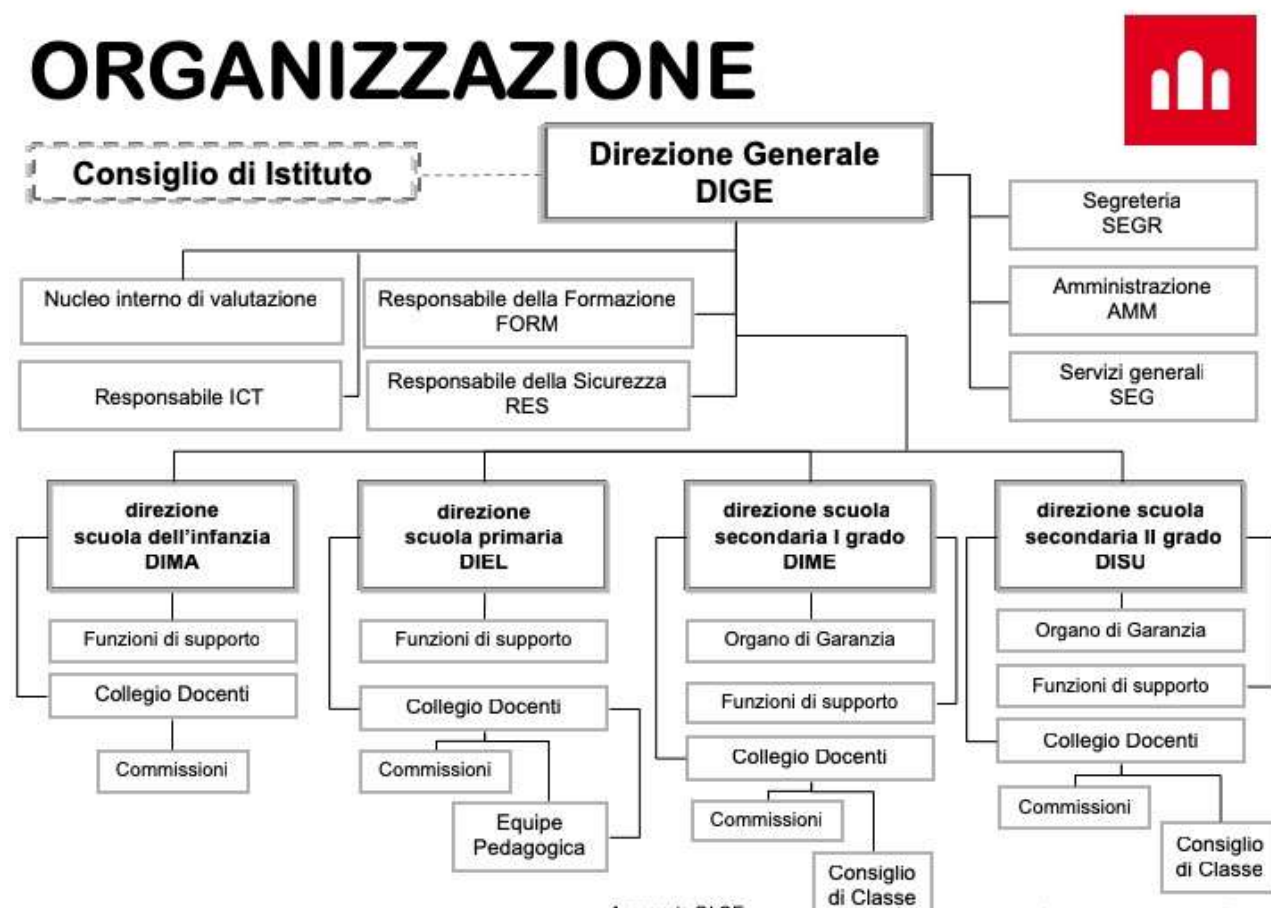 ORGANIZZAZIONE
Consiglio di Istituto
Direzione Generale
DIGE
Segreteria
SEGR
Amministrazione
AMM
Servizi generali
SEG
Nucleo interno di valutazione
Responsabile della Formazione
FORM
Responsabile ICT
Responsabile della Sicurezza
RES
direzione
scuola dell'infanzia
DIMA
Funzioni di supporto
Collegio Docenti
Commissioni
direzione
scuola primaria
DIEL
Funzioni di supporto
Collegio Docenti
Commissioni
Equipe
Pedagogica
direzione scuola
secondaria I grado
DIME
Organo di Garanzia
Funzioni di supporto
Collegio Docenti
Commissioni
Consiglio
di Classe
direzione scuola
secondaria II grado
DISU
Organo di Garanzia
Funzioni di supporto
Collegio Docenti
Commissioni
Consiglio
di Classe